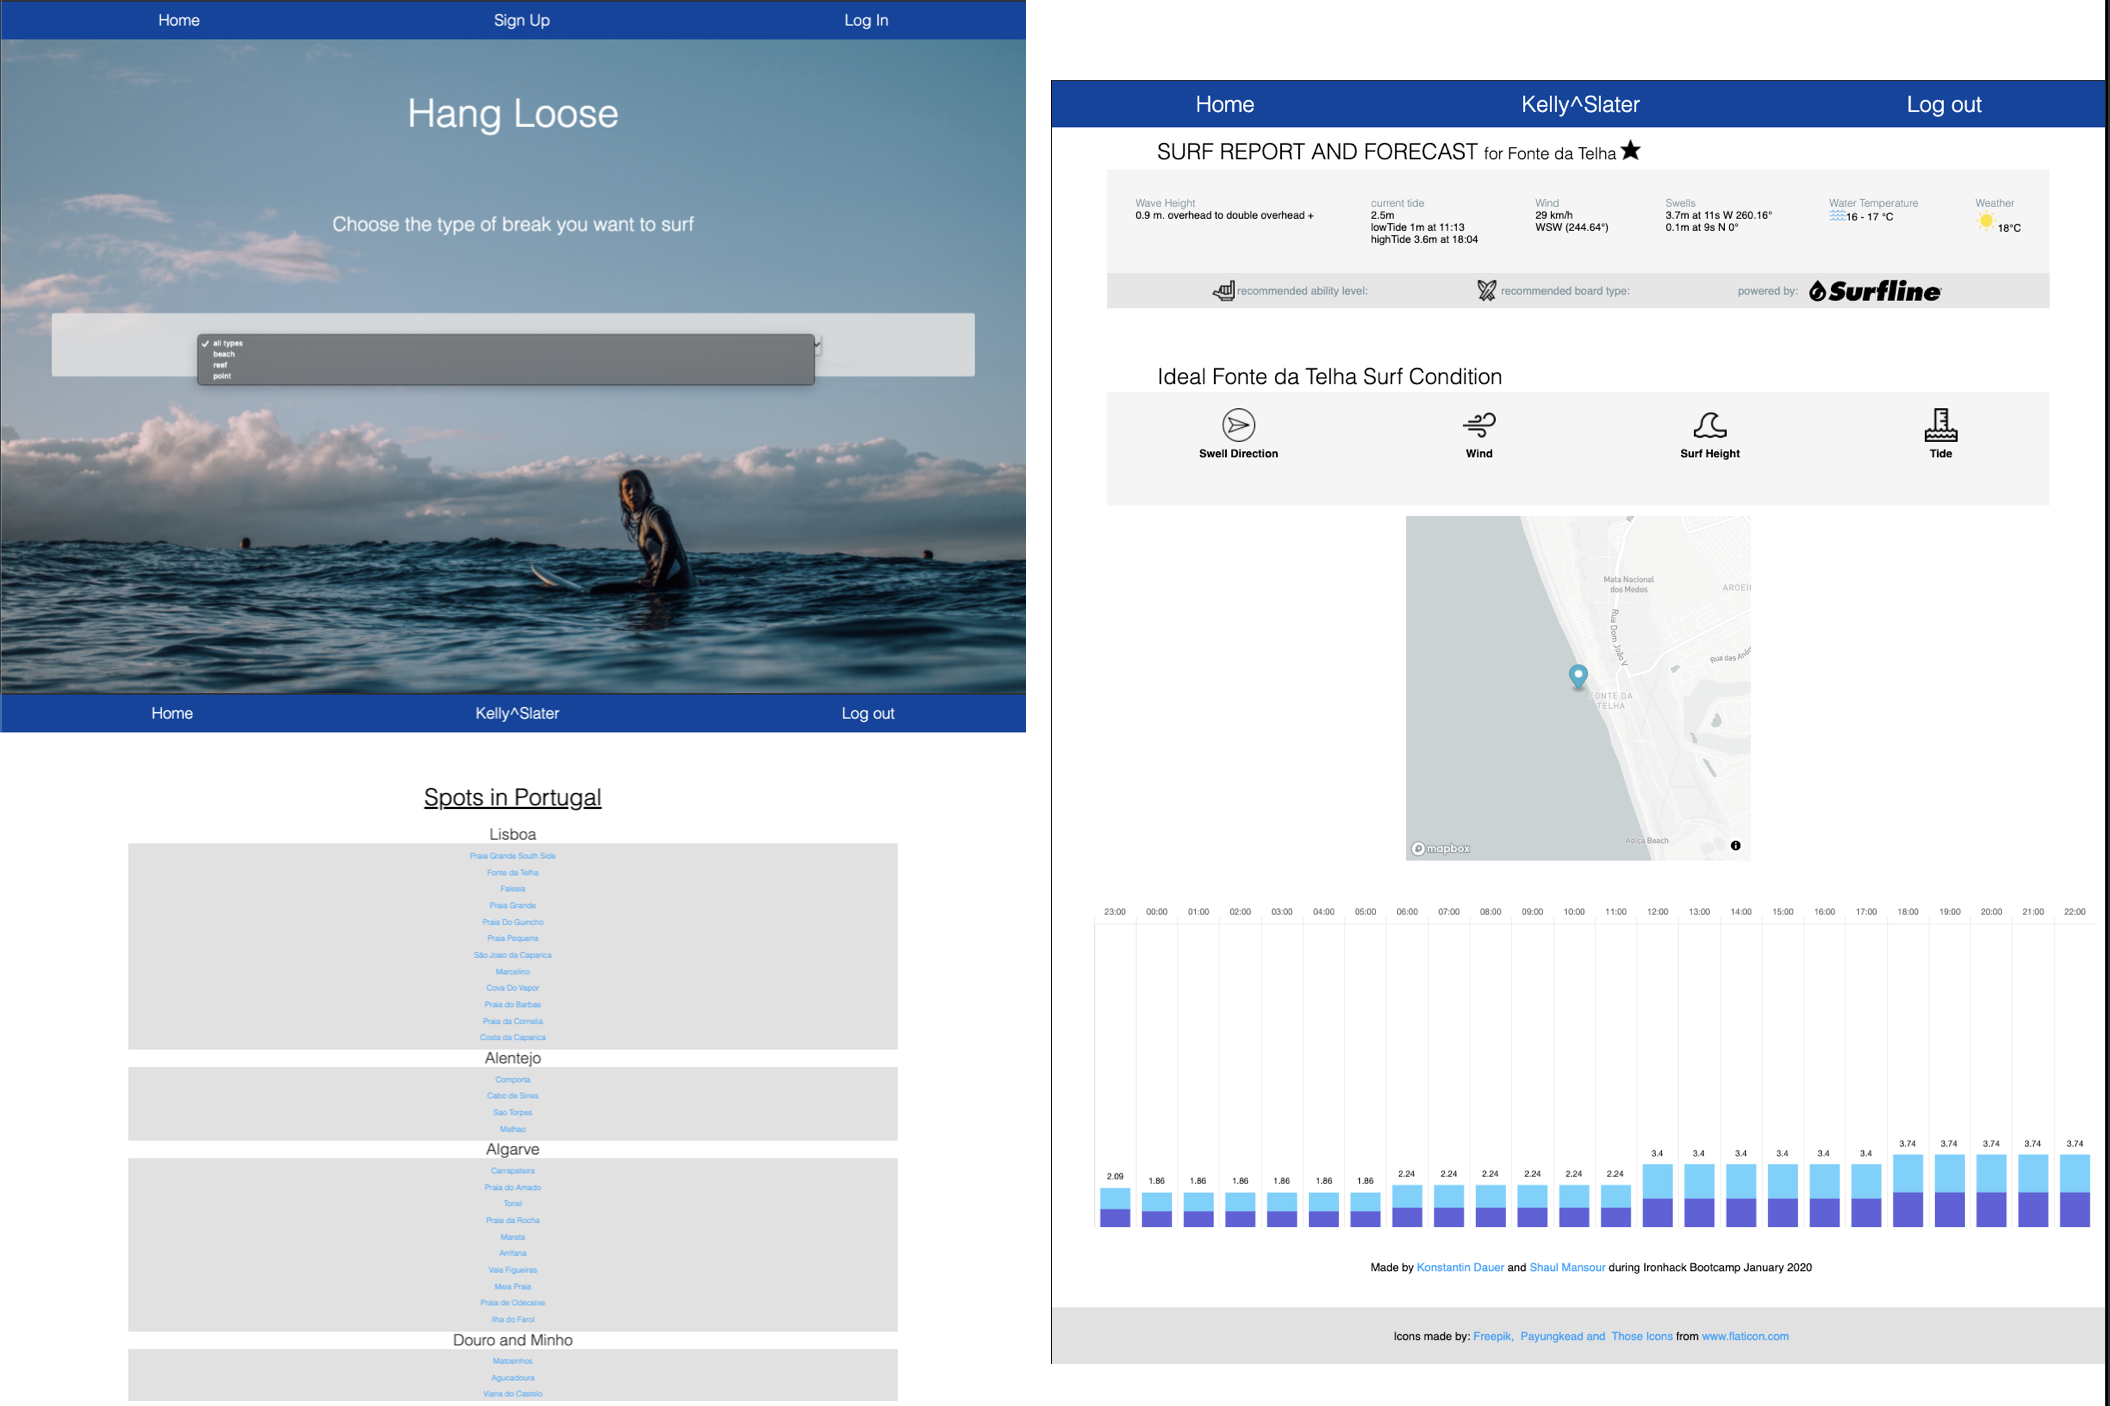 Home Sign Up Log In
Hang Loose
Choose the type of break you want to surf
✓ all types
beach
reef
point
Home Kelly^Slater Log out
Spots in Portugal
Lisboa
Praia Grande South Side
Fonte da Telha
Falesia
Praia Grande
Praia Do Guincho
Praia Pequena
São Joao da Caparica
Marcelino
Cova Do Vapor
Praia do Barbas
Praia da Cornelia
Costa da Caparica
Alentejo
Comporta
Cabo de Sines
Sao Torpes
Malhao
Algarve
Carrapateira
Praia do Amado
Tonel
Praia da Rocha
Mareta
Arrifana
Vale Figueiras
Meia Praia
Praia de Odeceixe
Ilha do Farol
Douro and Minho
Matosinhos
Agucadoura
Viana do Castelo
Home Kelly^Slater Log out
SURF REPORT AND FORECAST for Fonte da Telha
Wave Height
0.9 m. overhead to double overhead +
current tide
2.5m
lowTide 1m at 11:13
highTide 3.6m at 18:04
Wind
29 km/h
WSW (244.64°)
Swells
3.7m at 11s W 260.16°
0.1m at 9s N 0°
Water Temperature
16 - 17 °C
Weather
18°C
recommended ability level: recommended board type: powered by: Surfline
Ideal Fonte da Telha Surf Condition
Swell Direction Wind Surf Height Tide
Mata Nacional
dos Medos
AROEI
Rua Dom João V
Rua das
FONTE DA
TELHA
Adiça Beach
mapbox
23:00 00:00 01:00 02:00 03:00 04:00 05:00 06:00 07:00 08:00 09:00 10:00 11:00 12:00 13:00 14:00 15:00 16:00 17:00 18:00 19:00 20:00 21:00 22:00
2.09 1.86 1.86 1.86 1.86 1.86 1.86 2.24 2.24 2.24 2.24 2.24 2.24 3.4 3.4 3.4 3.4 3.4 3.4 3.74 3.74 3.74 3.74 3.74
Made by Konstantin Dauer and Shaul Mansour during Ironhack Bootcamp January 2020
Icons made by: Freepik, Payungkead and Those Icons from www.flaticon.com